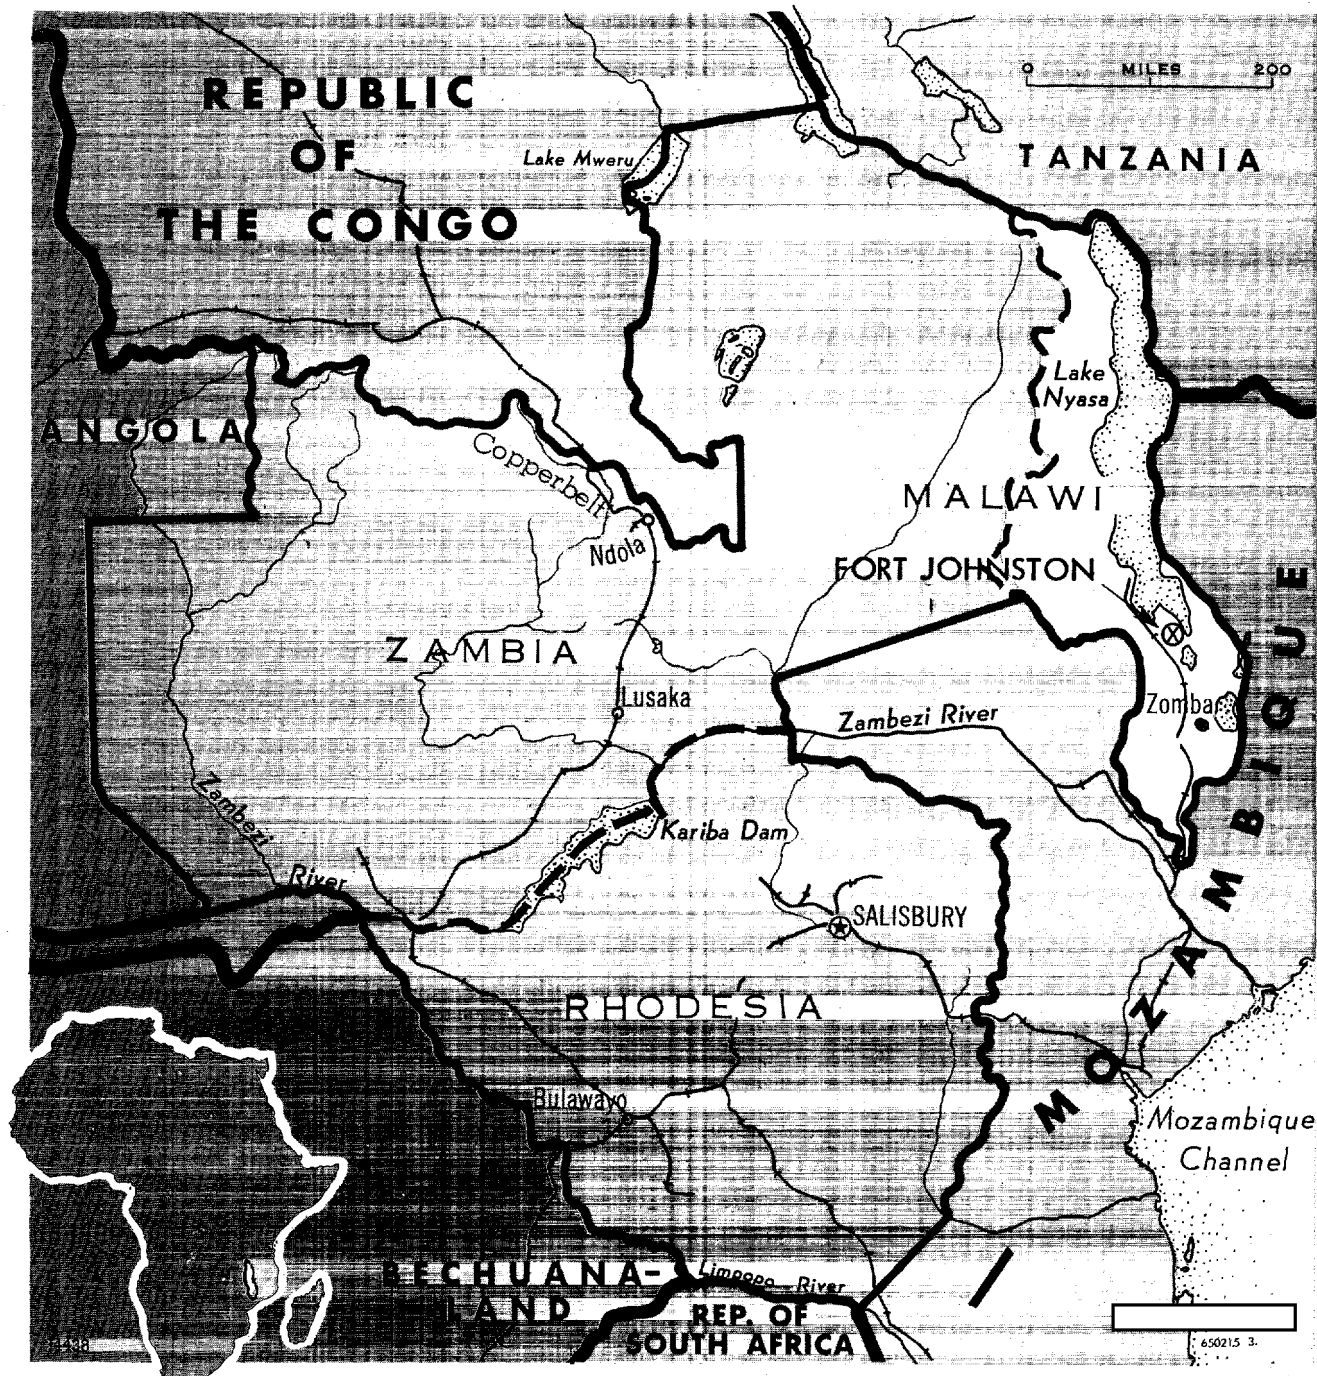 0 MILES 200
REPUBLIC
OF
THE CONGO
Lake Mweru
TANZANIA
Lake
Nyasa
ANGOLA
Copperbelt
MALAWI
Ndola
FORT JOHNSTON
ZAMBIA
Lusaka
Zambezi River
Zomba
MOZAMBIQUE
Zambezi
River
Kariba Dam
SALISBURY
RHODESIA
Bulawayo
Mozambique
Channel
BECHUANA-
LAND
Limpopo River
REP. OF
SOUTH AFRICA
650215 3.